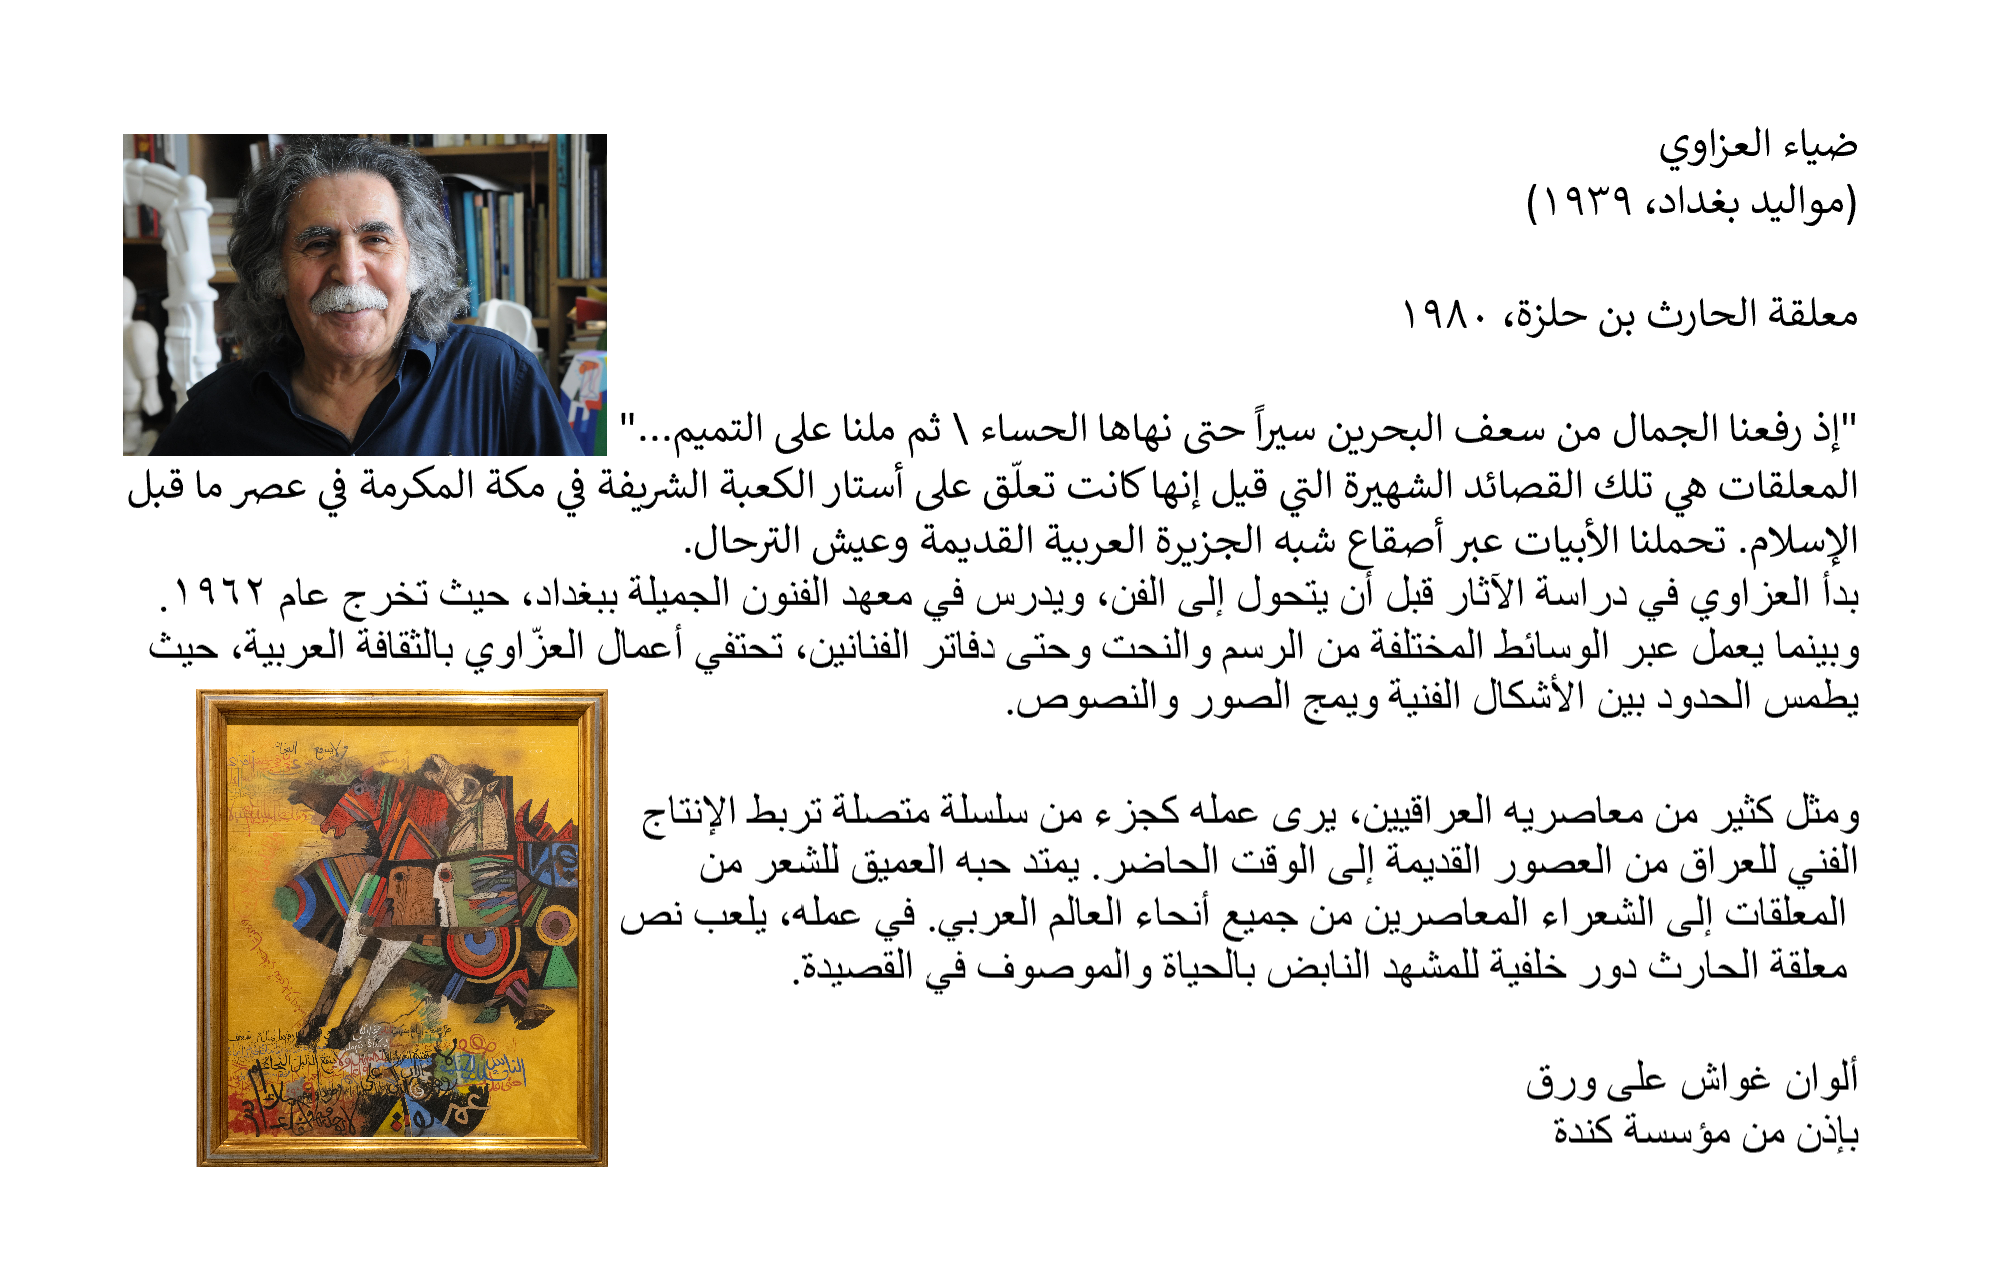 ضياء العزاوي
(مواليد بغداد، ١٩٣٩)
معلقة الحارث بن حلزة، ١٩٨٠
"إذ رفعنا الجمال من سعف البحرين سيراً حتى نهاها الحساء \ ثم ملنا على التميم..."
المعلقات هي تلك القصائد الشهيرة التي قيل إنها كانت تعلّق على أستار الكعبة الشريفة في مكة المكرمة في عصر ما قبل
الإسلام. تحملنا الأبيات عبر أصقاع شبه الجزيرة العربية القديمة وعيش الترحال.
بدأ العزاوي في دراسة الآثار قبل أن يتحول إلى الفن، ويدرس في معهد الفنون الجميلة ببغداد، حيث تخرج عام ١٩٦٢.
وبينما يعمل عبر الوسائط المختلفة من الرسم والنحت وحتى دفاتر الفنانين، تحتفي أعمال العزّاوي بالثقافة العربية، حيث
يطمس الحدود بين الأشكال الفنية ويمج الصور والنصوص.
ومثل كثير من معاصريه العراقيين، يرى عمله كجزء من سلسلة متصلة تربط الإنتاج
الفني للعراق من العصور القديمة إلى الوقت الحاضر. يمتد حبه العميق للشعر من
المعلقات إلى الشعراء المعاصرين من جميع أنحاء العالم العربي. في عمله، يلعب نص
معلقة الحارث دور خلفية للمشهد النابض بالحياة والموصوف في القصيدة.
ألوان غواش على ورق
بإذن من مؤسسة كندة